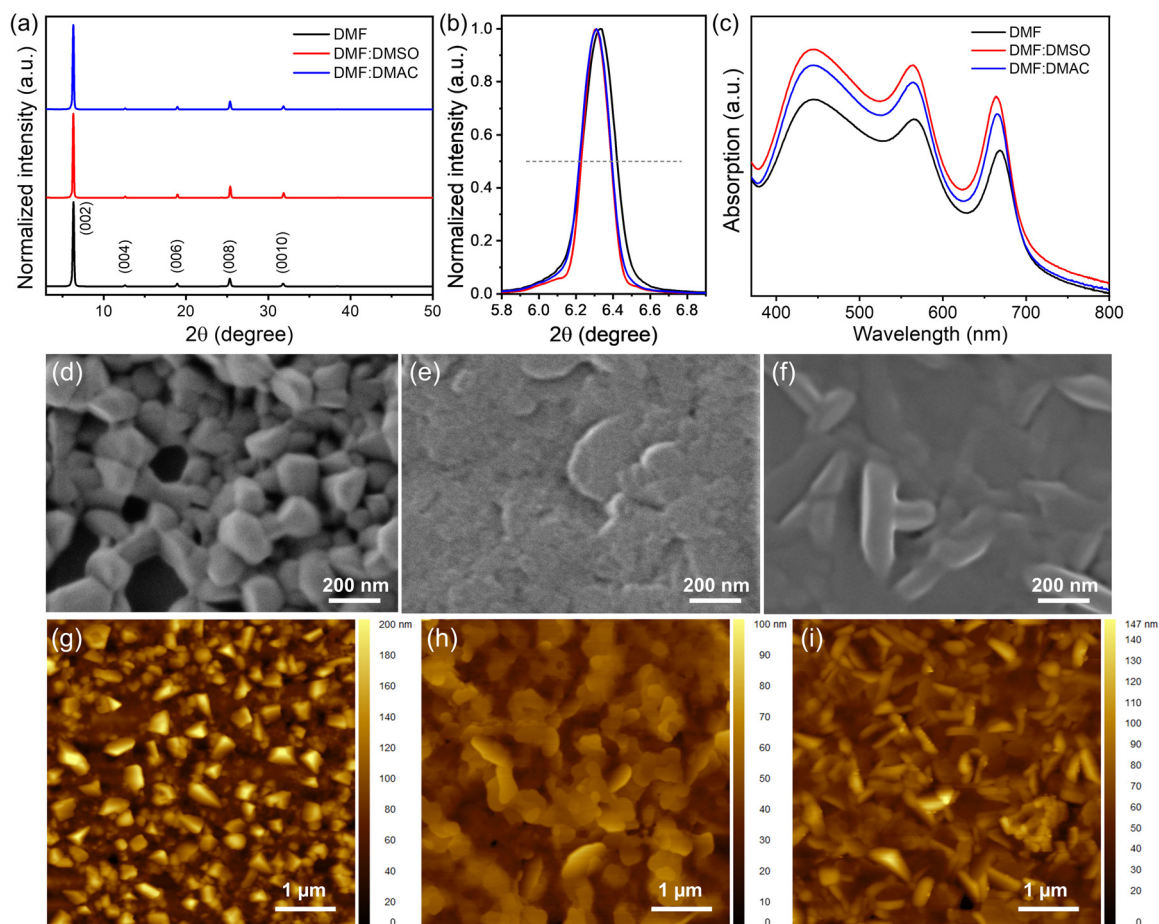 (a)
DMF
DMF:DMSO
DMF:DMAC
Normalized intensity (a.u.)
(002)
(004)
(006)
(008)
(0010)
10
20
30
40
50
2θ (degree)
(b)
1.0
0.8
0.6
0.4
0.2
0.0
Normalized intensity (a.u.)
5.8
6.0
6.2
6.4
6.6
6.8
2θ (degree)
(c)
DMF
DMF:DMSO
DMF:DMAC
Absorption (a.u.)
400
500
600
700
800
Wavelength (nm)
(d)
200 nm
(e)
200 nm
(f)
200 nm
(g)
1 µm
200 nm
180
160
140
120
100
80
60
40
20
0
(h)
1 µm
100 nm
90
80
70
60
50
40
30
20
10
0
(i)
1 µm
147 nm
140
130
120
110
100
90
80
70
60
50
40
30
20
10
0